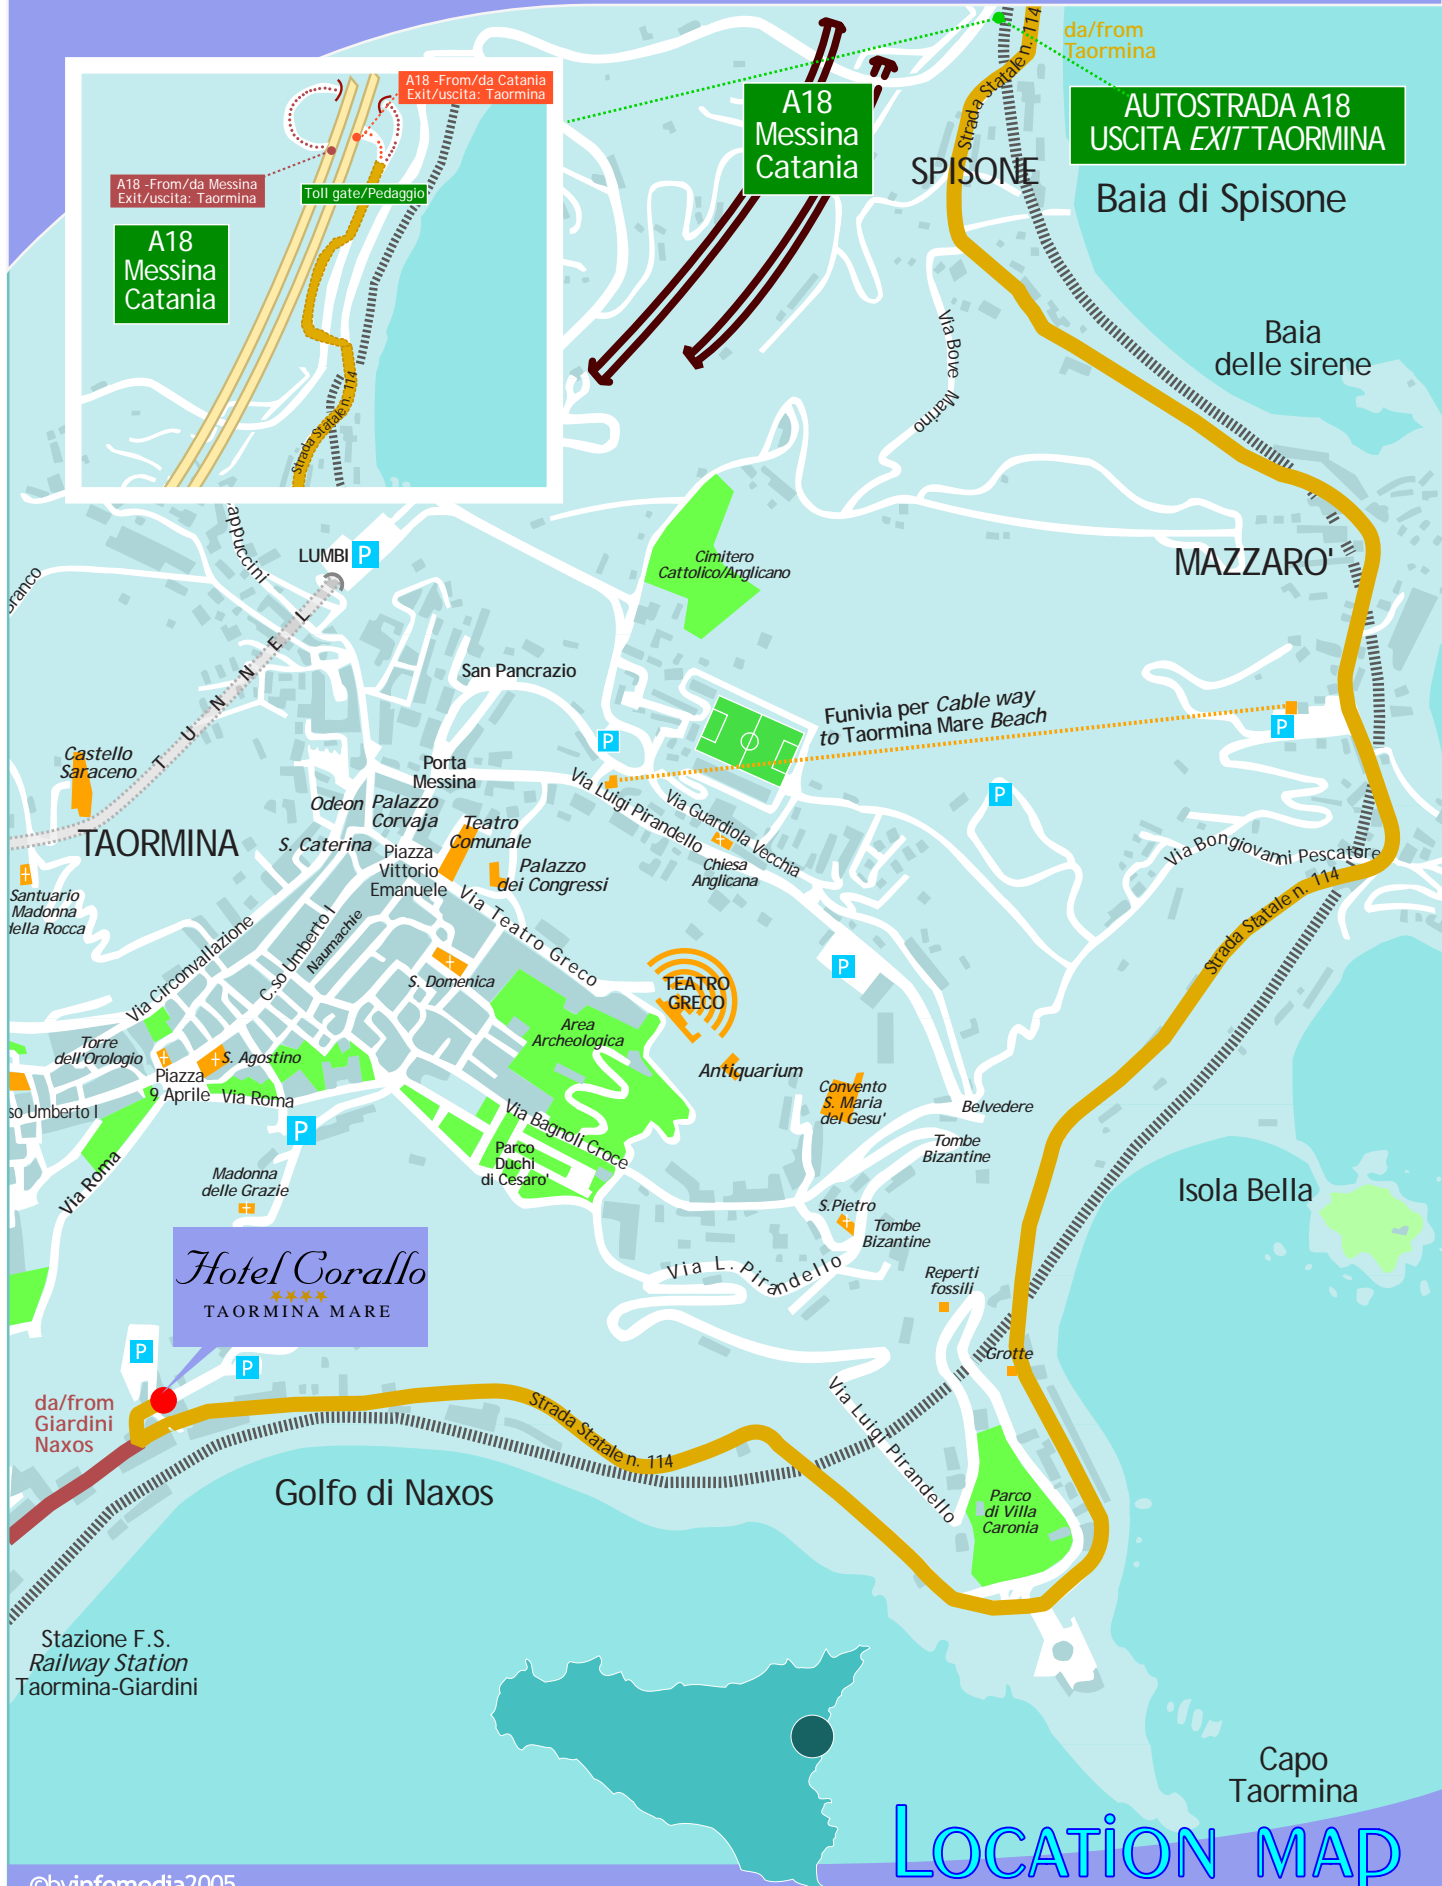 da/from
Taormina
A18 -From/da Catania
Exit/uscita: Taormina
A18 -From/da Messina
Exit/uscita: Taormina
Toll gate/Pedaggio
A18
Messina
Catania
Strada Statale n. 114
A18
Messina
Catania
Strada Statale n. 114
AUTOSTRADA A18
USCITA EXIT TAORMINA
SPISONE
Baia di Spisone
Baia
delle sirene
Via Bove Marino
MAZZARO'
appuccini
LUMBI P
Branco
TUNNEL
Cimitero
Cattolico/Anglicano
San Pancrazio
Funivia per Cable way
to Taormina Mare Beach
P
P
P
Castello
Saraceno
TAORMINA
Porta
Messina
Odeon
Palazzo
Corvaja
S. Caterina
Teatro
Comunale
Piazza
Vittorio
Emanuele
Palazzo
dei Congressi
Via Luigi Pirandello
Via Guardiola Vecchia
Chiesa
Anglicana
Via Bongiovanni Pescatore
Strada Statale n. 114
Santuario
Madonna
della Rocca
Via Circonvallazione
C.so Umberto I
Naumachie
Via Teatro Greco
S. Domenica
TEATRO
GRECO
P
Area
Archeologica
Antiquarium
Torre
dell'Orologio
S. Agostino
Piazza
9 Aprile
Via Roma
so Umberto I
P
Via Roma
Via Bagnoli Croce
Parco
Duchi
di Cesaro'
Convento
S. Maria
del Gesu'
Belvedere
Tombe
Bizantine
Isola Bella
Madonna
delle Grazie
S.Pietro
Tombe
Bizantine
Via L. Pirandello
Reperti
fossili
Grotte
Hotel Corallo
TAORMINA MARE
P
P
da/from
Giardini
Naxos
Strada Statale n. 114
Via Luigi Pirandello
Golfo di Naxos
Parco
di Villa
Caronia
Stazione F.S.
Railway Station
Taormina-Giardini
Capo
Taormina
LOCATION MAP
©byinfomedia2005